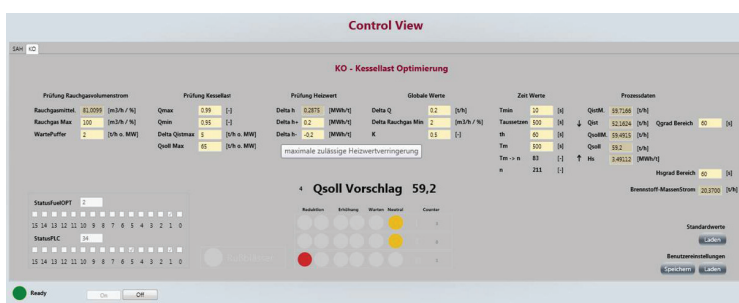 Control View
SAH KO
KO - Kessellast Optimierung
Prüfung Rauchgasvolumenstrom
Rauchgasmittel. 81,0099 [m3/h / %]
Rauchgas Max 100 [m3/h / %]
WartePuffer 2 [t/h o. MW]
Prüfung Kessellast
Qmax 0.99 [-]
Qmin 0,95 [-]
Delta Qistmax 5 [t/h o. MW]
Qsoll Max 65 [t/h o. MW]
Prüfung Heizwert
Delta h 0,2875 [MWh/t]
Delta h+ 0.2 [MWh/t]
Delta h- -0,2 [MWh/t]
maximale zulässige Heizwertverringerung
Globale Werte
Delta Q 0.2 [t/h]
Delta Rauchgas Min 2 [m3/h / %]
K 0.5 [-]
Zeit Werte
Tmin 10 [s]
Taussetzen 500 [s]
th 60 [s]
Tm 500 [s]
Tm -> n 83 [-]
n 211 [-]
Prozessdaten
QistM. 59,7166 [t/h]
↓ Qist 52,1624 [t/h] Qgrad Bereich 60 [s]
QsollM. 59,4915 [t/h]
Qsoll 59,2 [t/h]
↑ Hs 3,49112 [MWh/t]
Hsgrad Bereich 60 [s]
Brennstoff-MassenStrom 20,3700 [t/h]
4 Qsoll Vorschlag 59,2
Reduktion Erhöhung Warten Neutral Counter
StatusFuelOPT 2
15 14 13 12 11 10 9 8 7 6 5 4 3 2 1 0
StatusPLC 34
15 14 13 12 11 10 9 8 7 6 5 4 3 2 1 0
Standardwerte
Laden
Benutzereinstellungen
Speichern Laden
Ready On Off